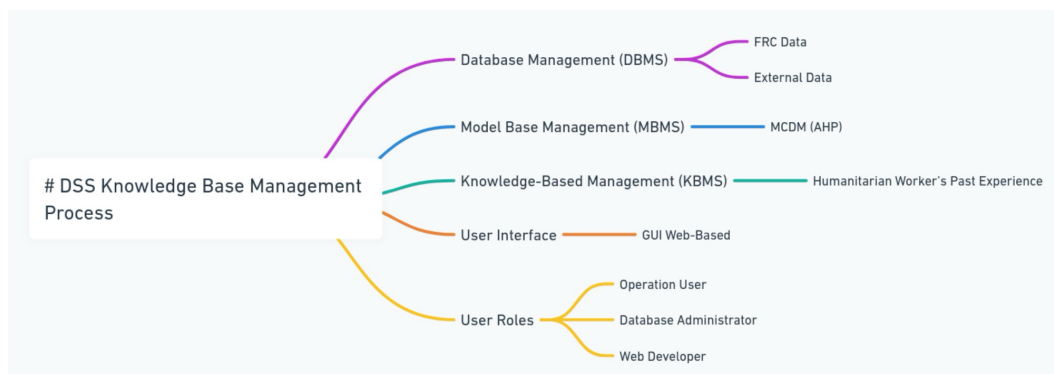 # DSS Knowledge Base Management
Process
Database Management (DBMS)
FRC Data
External Data
Model Base Management (MBMS)
MCDM (AHP)
Knowledge-Based Management (KBMS)
Humanitarian Worker's Past Experience
User Interface
GUI Web-Based
User Roles
Operation User
Database Administrator
Web Developer